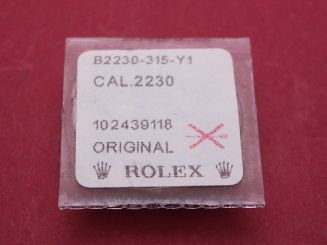 B2230-315-Y1
CAL.2230
102439118
ORIGINAL
ROLEX